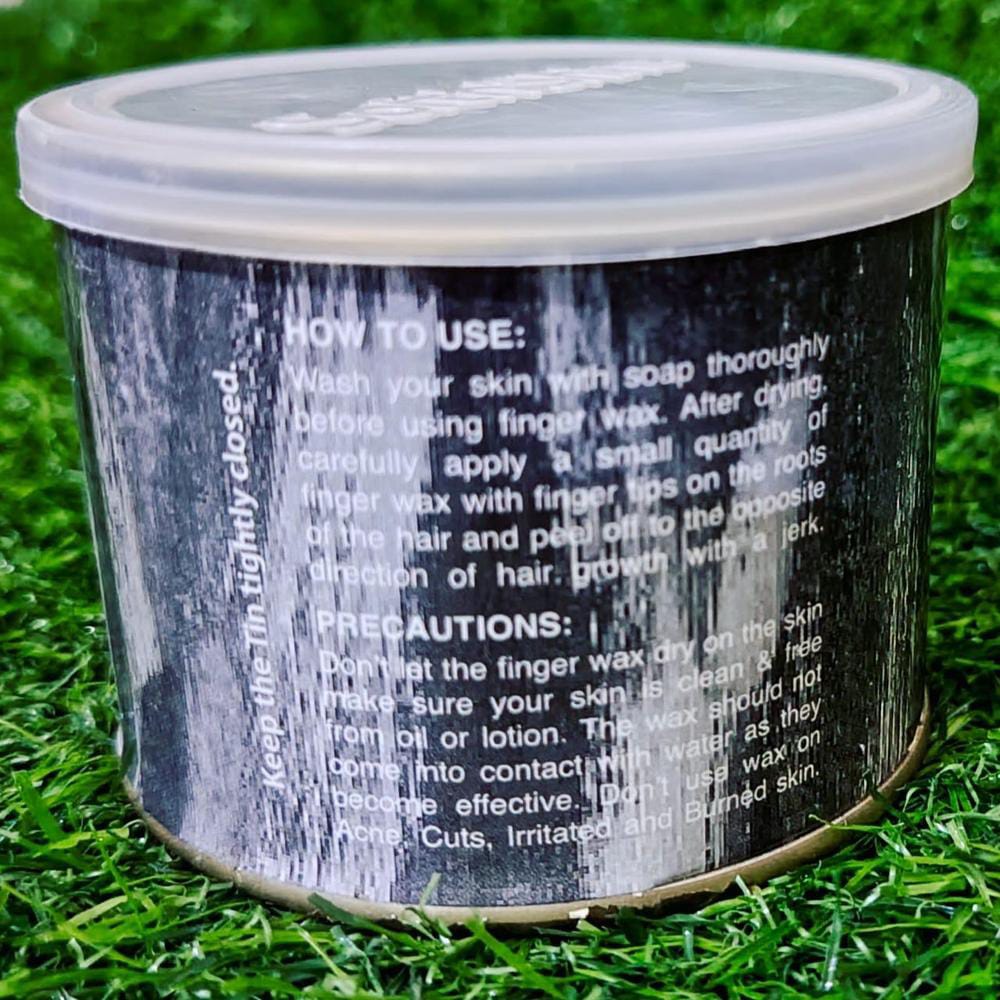 Keep the Tin tightly closed.
HOW TO USE:
Wash your skin with soap thoroughly
before using finger wax. After drying.
carefully apply a small quantity of
finger wax with finger tips on the roots
of the hair and peel off to the opposite
direction of hair. growth with a jerk.
PRECAUTIONS:
Don't let the finger wax dry on the skin
make sure your skin is clean & free
from oil or lotion. The wax should not
come into contact with water as they
become effective. Don't use wax on
Acne, Cuts, Irritated and Burned skin.